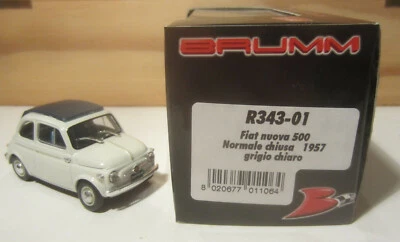 BRUMM
R343-01
Fiat nuova 500
Normale chiusa 1957
grigio chiaro
8 020677 011064